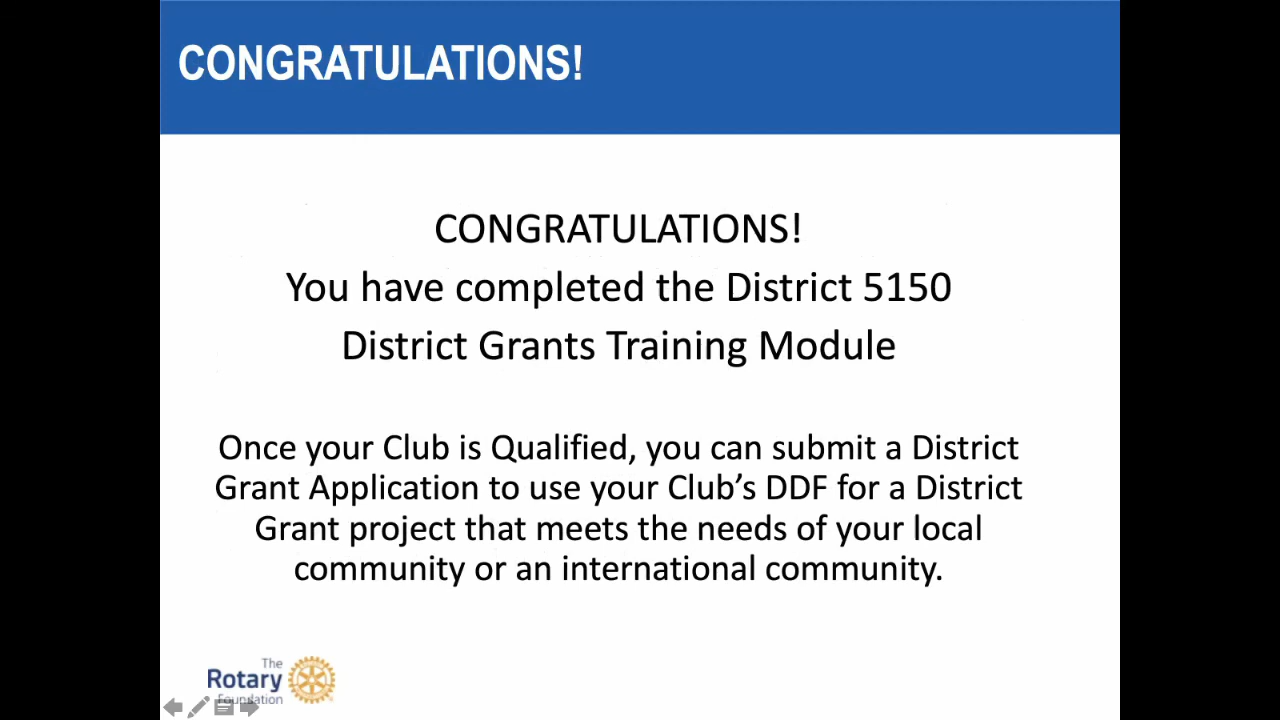 CONGRATULATIONS!
CONGRATULATIONS!
You have completed the District 5150
District Grants Training Module
Once your Club is Qualified, you can submit a District
Grant Application to use your Club’s DDF for a District
Grant project that meets the needs of your local
community or an international community.
The
Rotary
Foundation